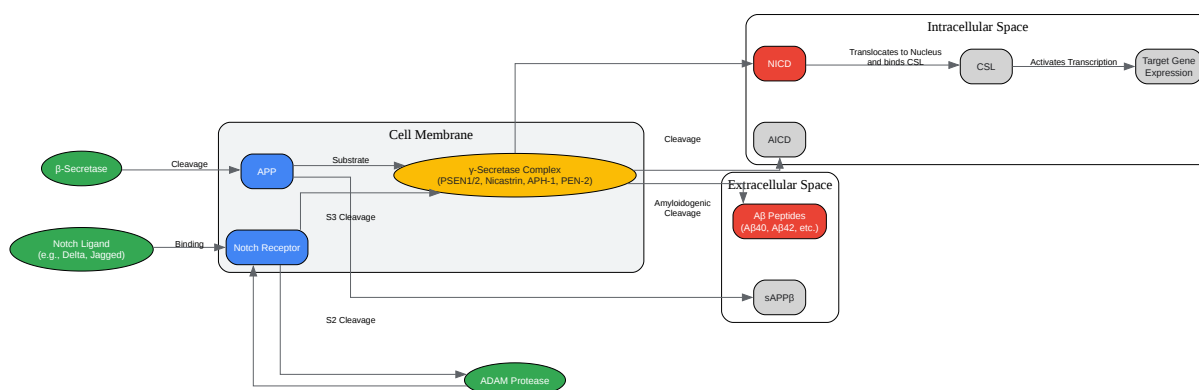 Intracellular Space
NICD
Translocates to Nucleus
and binds CSL
CSL
Activates Transcription
Target Gene
Expression
AICD
Cell Membrane
Cleavage
β-Secretase
Cleavage
APP
Substrate
γ-Secretase Complex
(PSEN1/2, Nicastrin, APH-1, PEN-2)
Extracellular Space
Amyloidogenic
Cleavage
Aβ Peptides
(Aβ40, Aβ42, etc.)
S3 Cleavage
Notch Ligand
(e.g., Delta, Jagged)
Binding
Notch Receptor
sAPPβ
S2 Cleavage
ADAM Protease